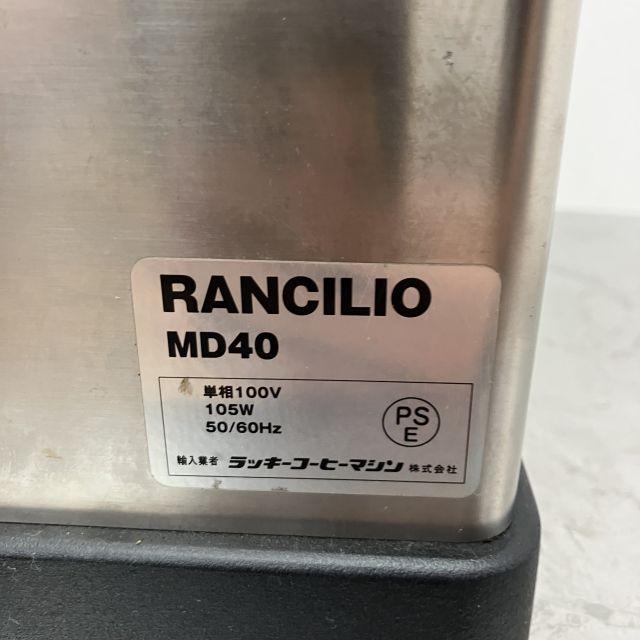 RANCILIO
MD40
単相100V
105W
50/60Hz
PS
E
輸入業者 ラッキーコーヒーマシン 株式会社